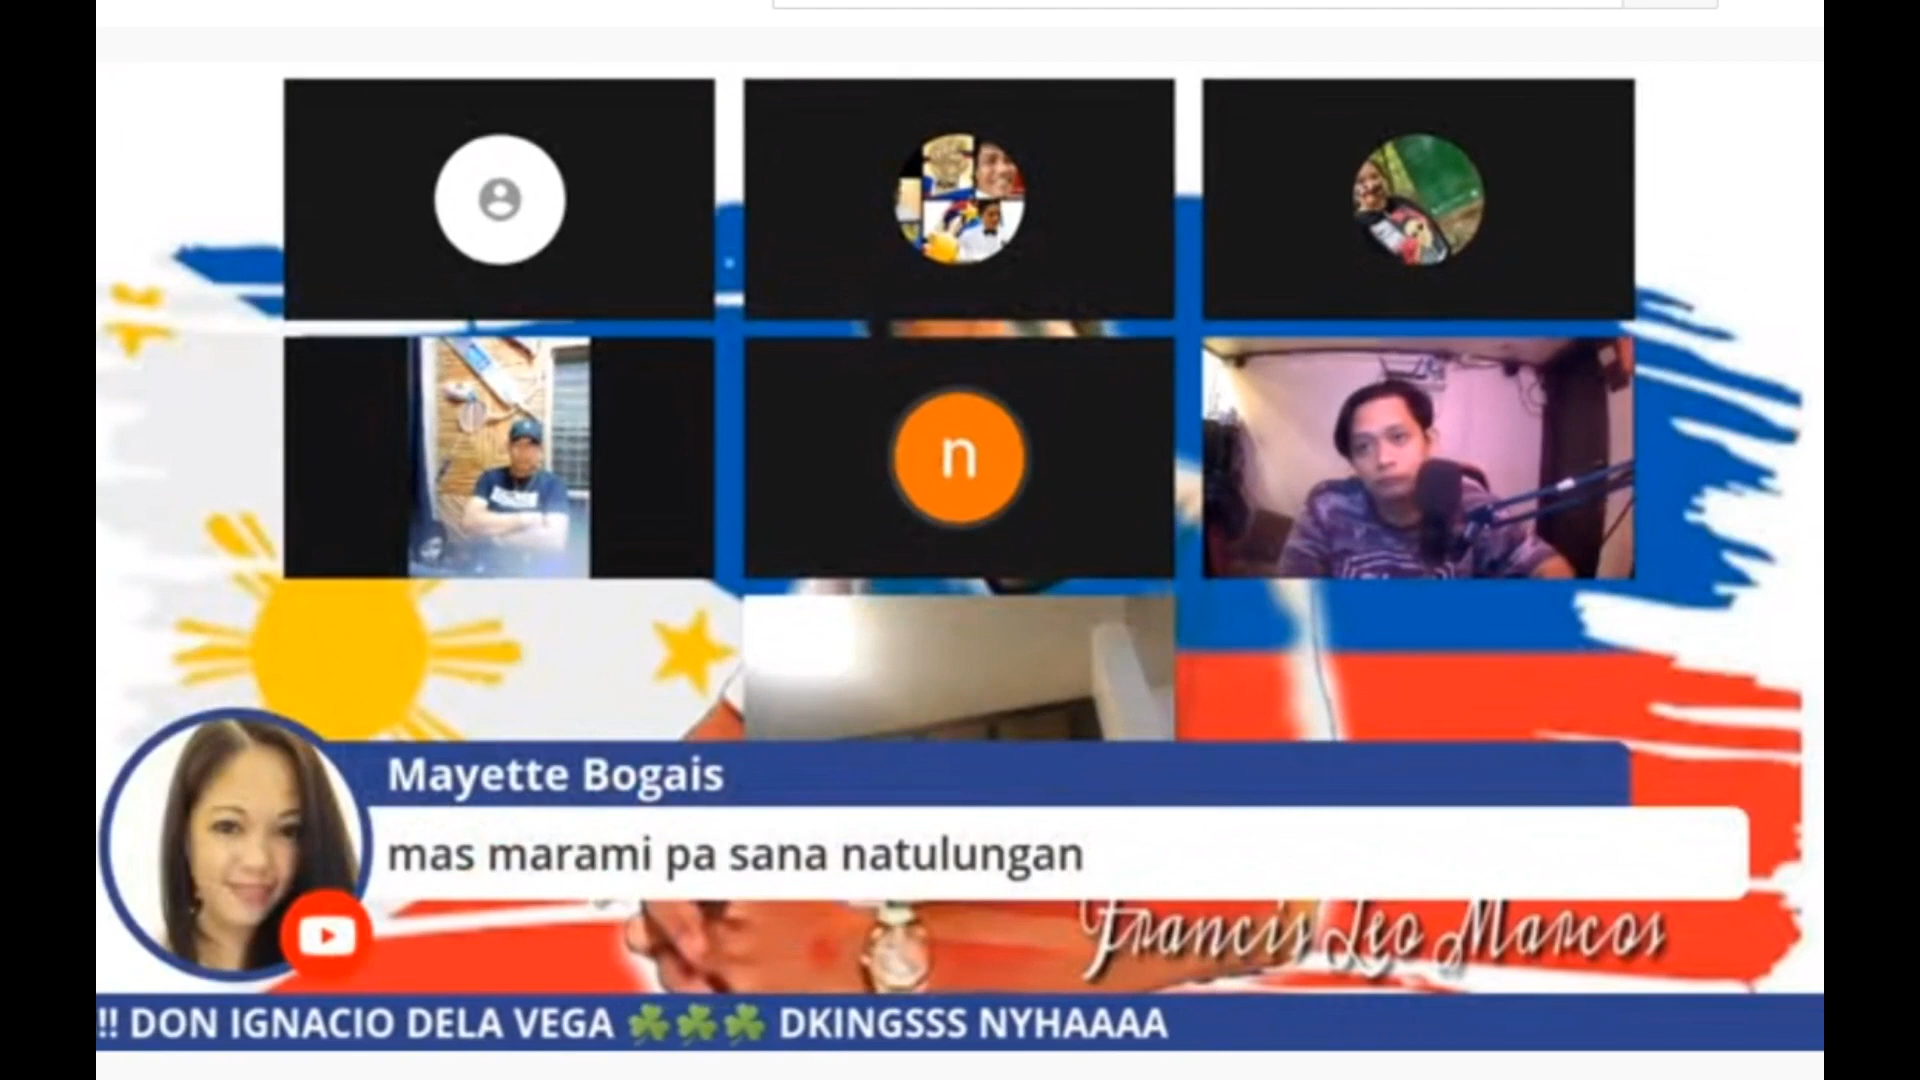 n
Mayette Bogais
mas marami pa sana natulungan
Francis Leo Marcos
!! DON IGNACIO DELA VEGA ☘☘☘ DKINGSSS NYHAAAA